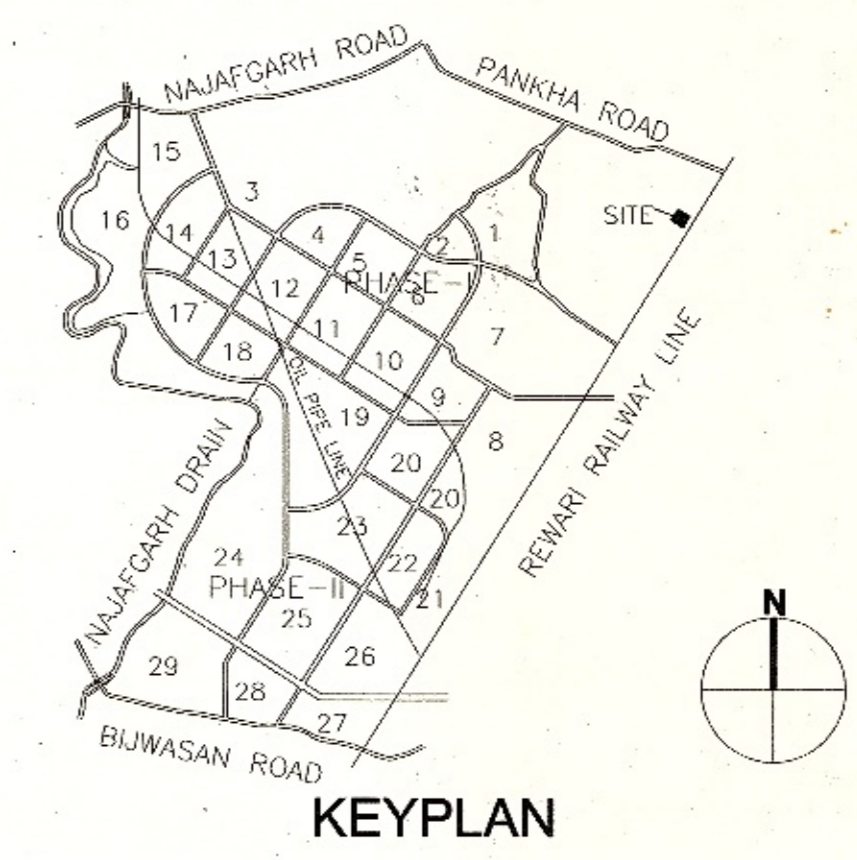 NAJAFGARH ROAD
PANKHA ROAD
15
3
SITE
16
14
4
2
1
13
5
PHASE-I
12
6
17
11
7
18
10
OIL PIPE LINE
9
19
REWARI RAILWAY LINE
8
20
20
NAJAFGARH DRAIN
23
24
22
PHASE-II
21
25
N
29
26
28
27
BIJWASAN ROAD
KEYPLAN